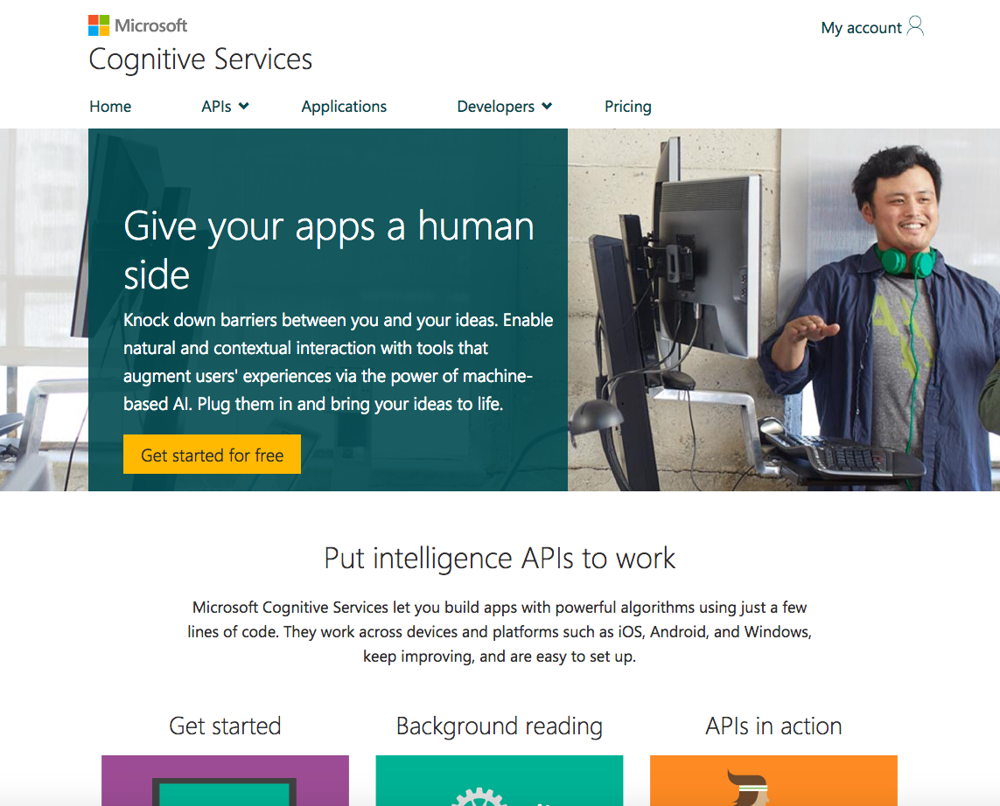 Microsoft
My account
Cognitive Services
Home APIs Applications Developers Pricing
Give your apps a human
side
Knock down barriers between you and your ideas. Enable
natural and contextual interaction with tools that
augment users' experiences via the power of machine-
based AI. Plug them in and bring your ideas to life.
Get started for free
Put intelligence APIs to work
Microsoft Cognitive Services let you build apps with powerful algorithms using just a few
lines of code. They work across devices and platforms such as iOS, Android, and Windows,
keep improving, and are easy to set up.
Get started
Background reading
APIs in action